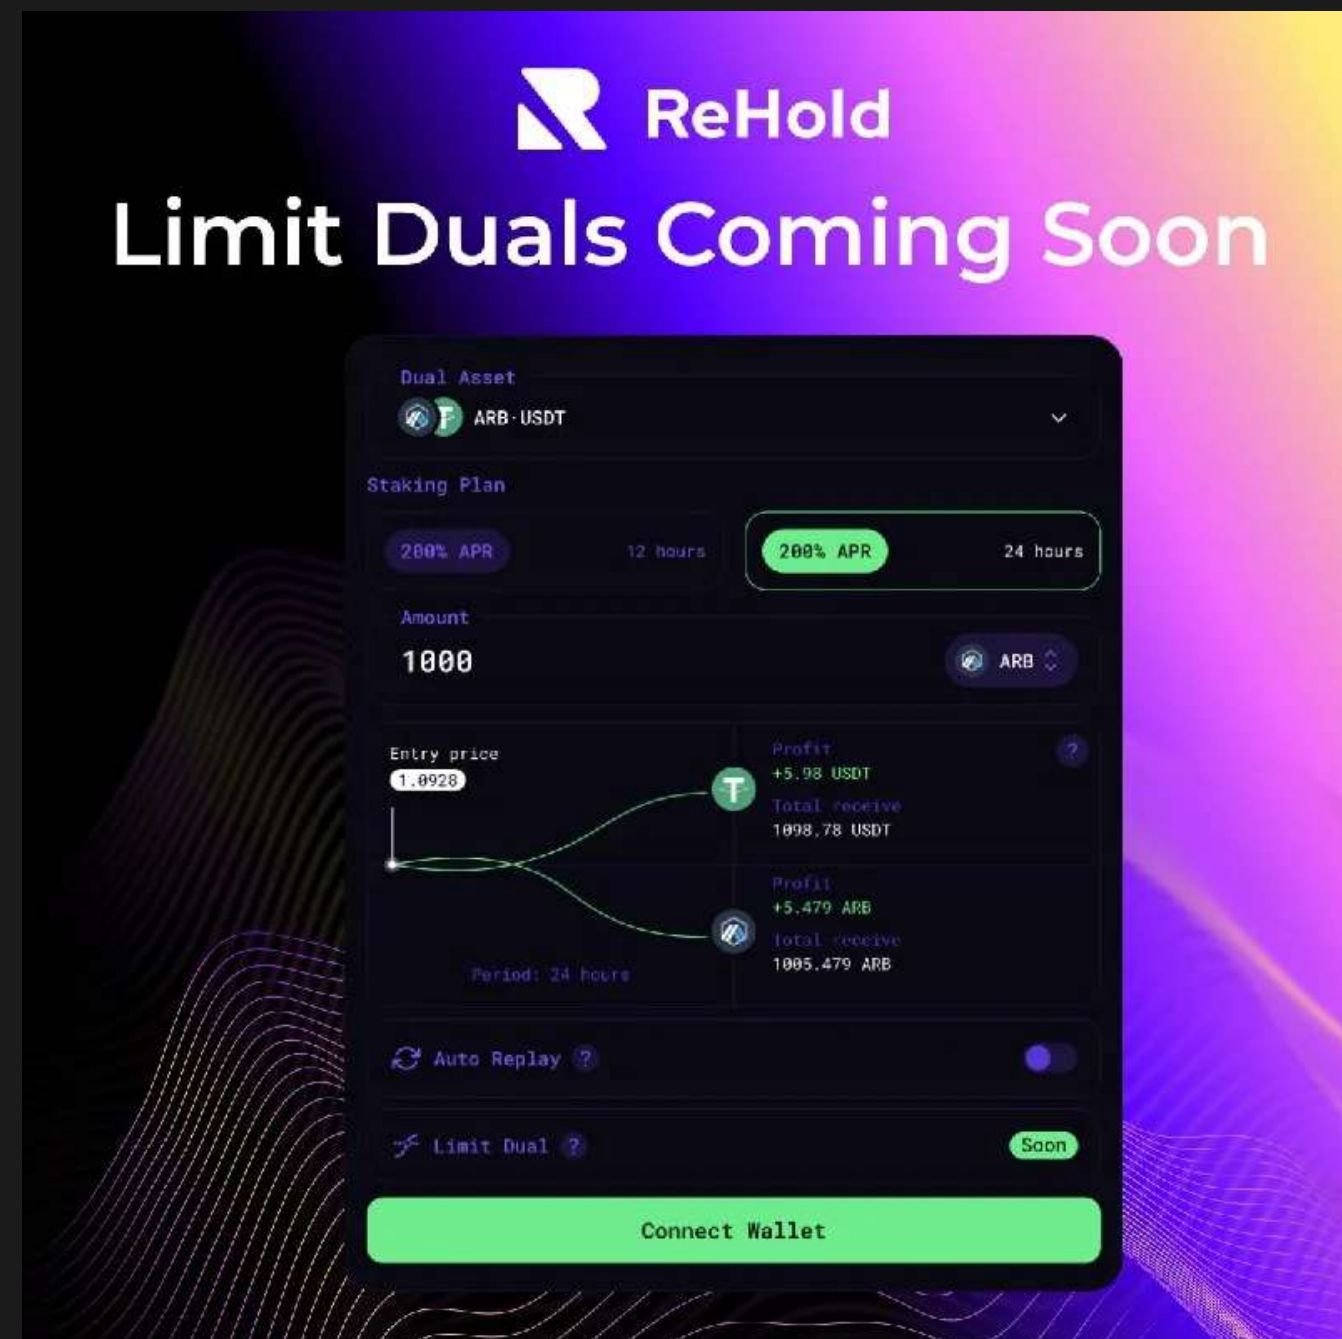 ReHold
Limit Duals Coming Soon
Dual Asset
ARB·USDT
Staking Plan
200% APR 12 hours 200% APR 24 hours
Amount
1000 ARB
Entry price
1.0928
Profit ?
+5.98 USDT
Total receive
1098.78 USDT
Profit
+5.479 ARB
Total receive
1005.479 ARB
Period: 24 hours
Auto Replay ?
Limit Dual ? Soon
Connect Wallet